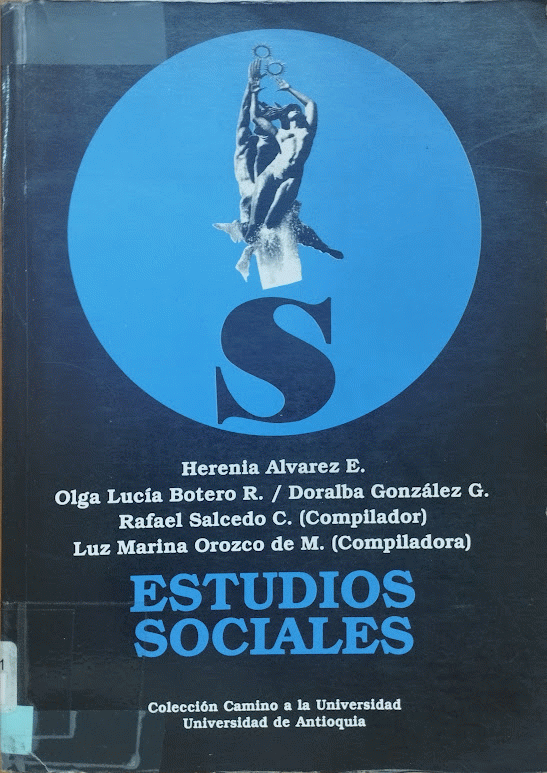 S
Herenia Alvarez E.
Olga Lucía Botero R. / Doralba González G.
Rafael Salcedo C. (Compilador)
Luz Marina Orozco de M. (Compiladora)
ESTUDIOS
SOCIALES
Colección Camino a la Universidad
Universidad de Antioquia
1